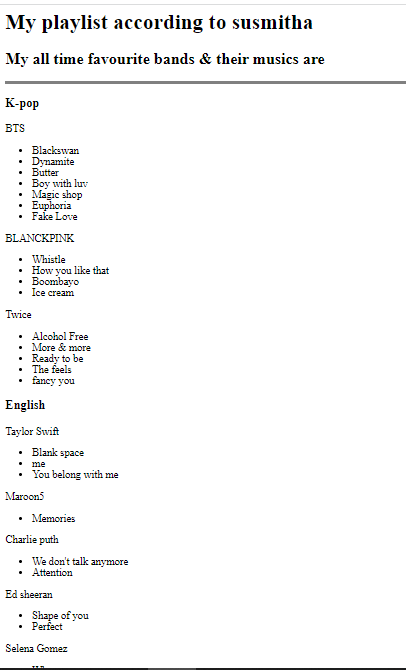 My playlist according to susmitha
My all time favourite bands & their musics are
K-pop
BTS
Blackswan
Dynamite
Butter
Boy with luv
Magic shop
Euphoria
Fake Love
BLANCKPINK
Whistle
How you like that
Boombayo
Ice cream
Twice
Alcohol Free
More & more
Ready to be
The feels
fancy you
English
Taylor Swift
Blank space
me
You belong with me
Maroon5
Memories
Charlie puth
We don't talk anymore
Attention
Ed sheeran
Shape of you
Perfect
Selena Gomez